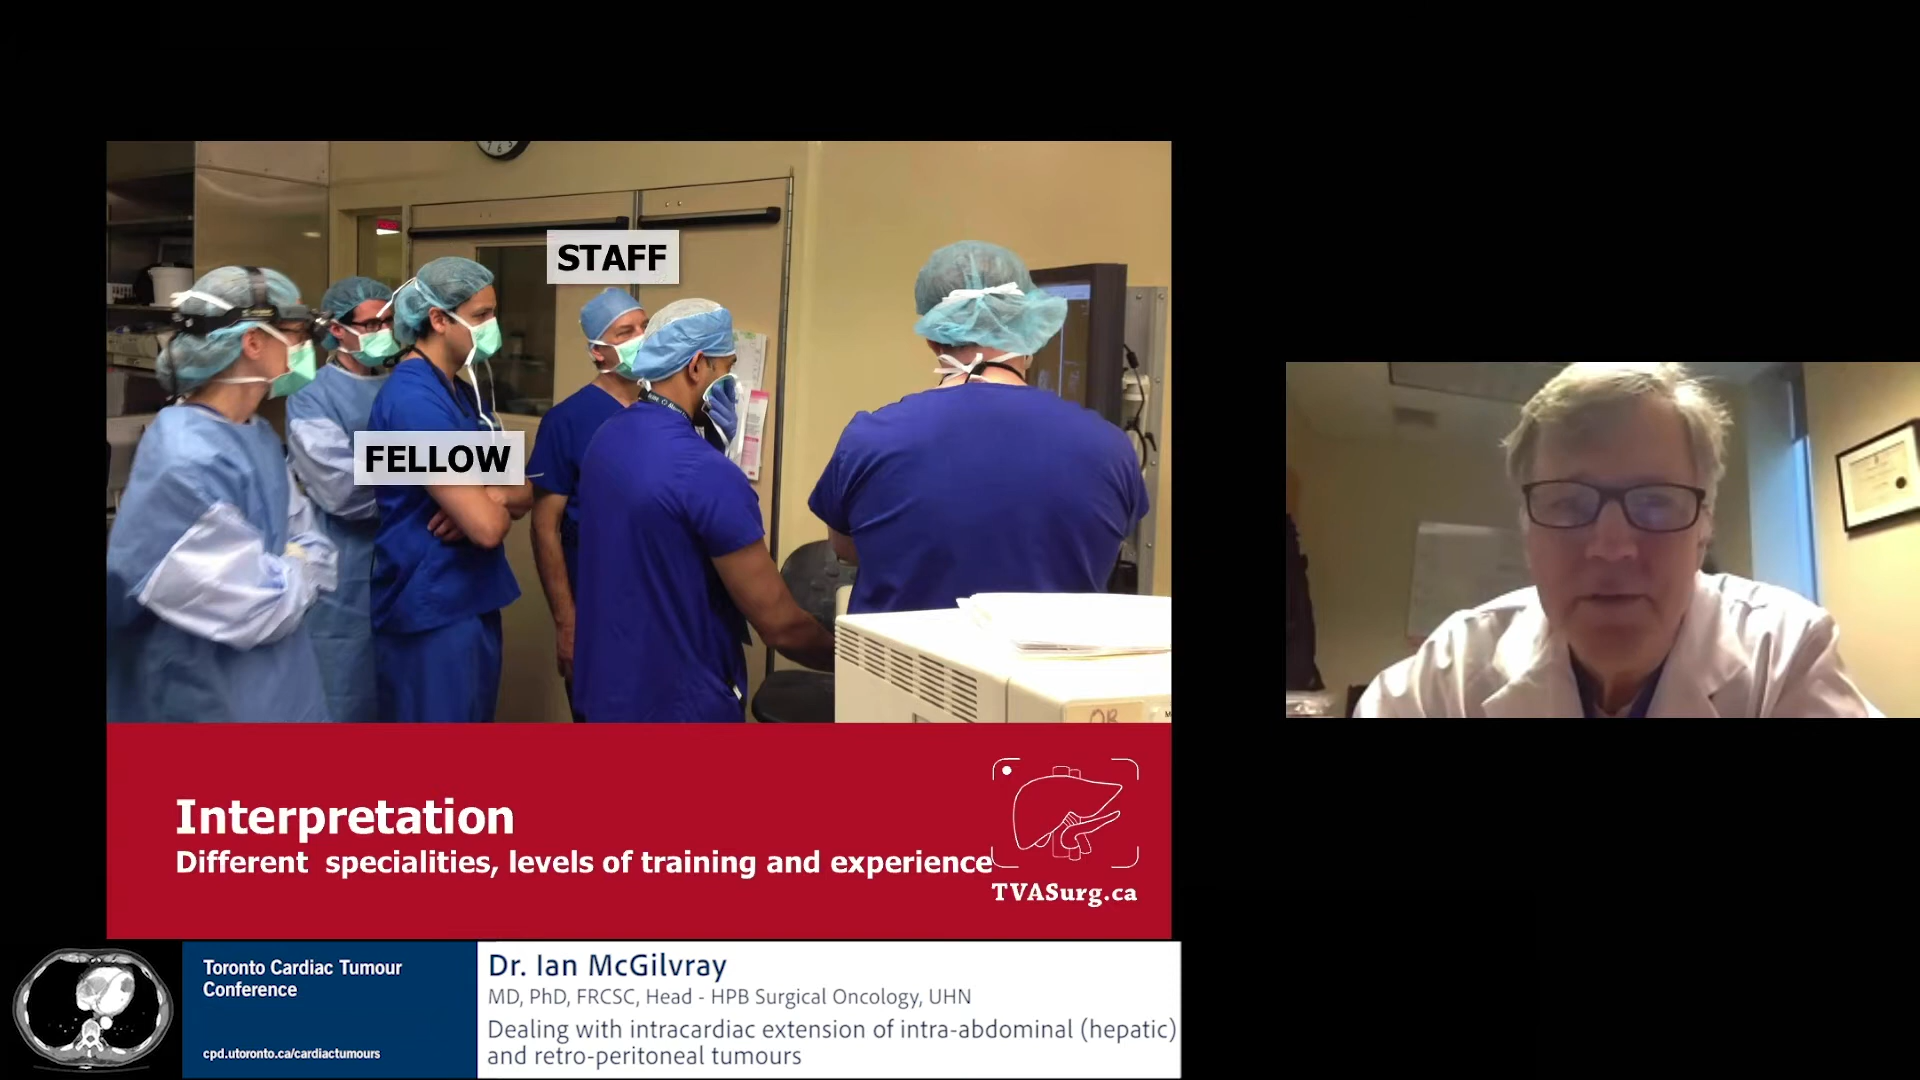 STAFF
FELLOW
OR
Interpretation
Different  specialities, levels of training and experience
TVASurg.ca
Toronto Cardiac Tumour
Conference
cpd.utoronto.ca/cardiactumours
Dr. Ian McGilvray
MD, PhD, FRCSC, Head - HPB Surgical Oncology, UHN
Dealing with intracardiac extension of intra-abdominal (hepatic)
and retro-peritoneal tumours